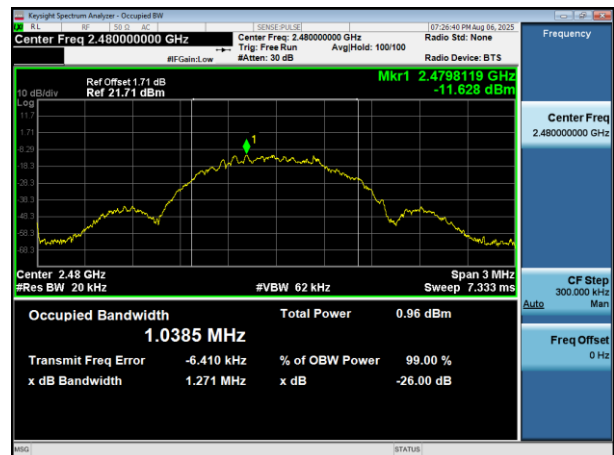 Keysight Spectrum Analyzer - Occupied BW
RL RF 50 Ω AC SENSE:PULSE 07:26:40 PM Aug 06, 2025
Center Freq 2.480000000 GHz Center Freq: 2.480000000 GHz Radio Std: None Frequency
Trig: Free Run Avg|Hold: 100/100
#IFGain:Low #Atten: 30 dB Radio Device: BTS
Ref Offset 1.71 dB Mkr1 2.4798119 GHz
10 dB/div Ref 21.71 dBm -11.628 dBm
Log
11.7
1.71
-8.29
-18.3
-28.3
-38.3
-48.3
-58.3
-68.3
1
Center Freq
2.480000000 GHz
Center 2.48 GHz Span 3 MHz
#Res BW 20 kHz #VBW 62 kHz Sweep 7.333 ms
CF Step
300.000 kHz
Auto Man
Occupied Bandwidth Total Power 0.96 dBm
1.0385 MHz
Transmit Freq Error -6.410 kHz % of OBW Power 99.00 %
x dB Bandwidth 1.271 MHz x dB -26.00 dB
Freq Offset
0 Hz
MSG STATUS